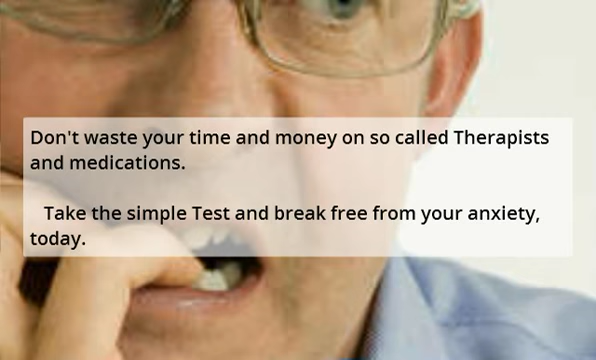 Don't waste your time and money on so called Therapists
and medications.
Take the simple Test and break free from your anxiety,
today.